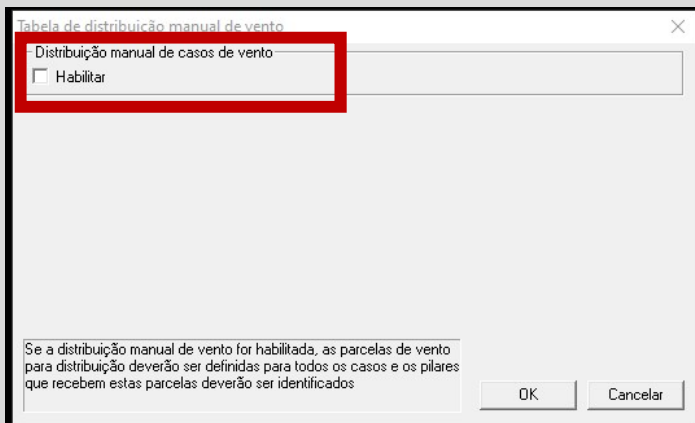 Tabela de distribuição manual de vento
Distribuição manual de casos de vento
Habilitar
Se a distribuição manual de vento for habilitada, as parcelas de vento
para distribuição deverão ser definidas para todos os casos e os pilares
que recebem estas parcelas deverão ser identificados
OK
Cancelar